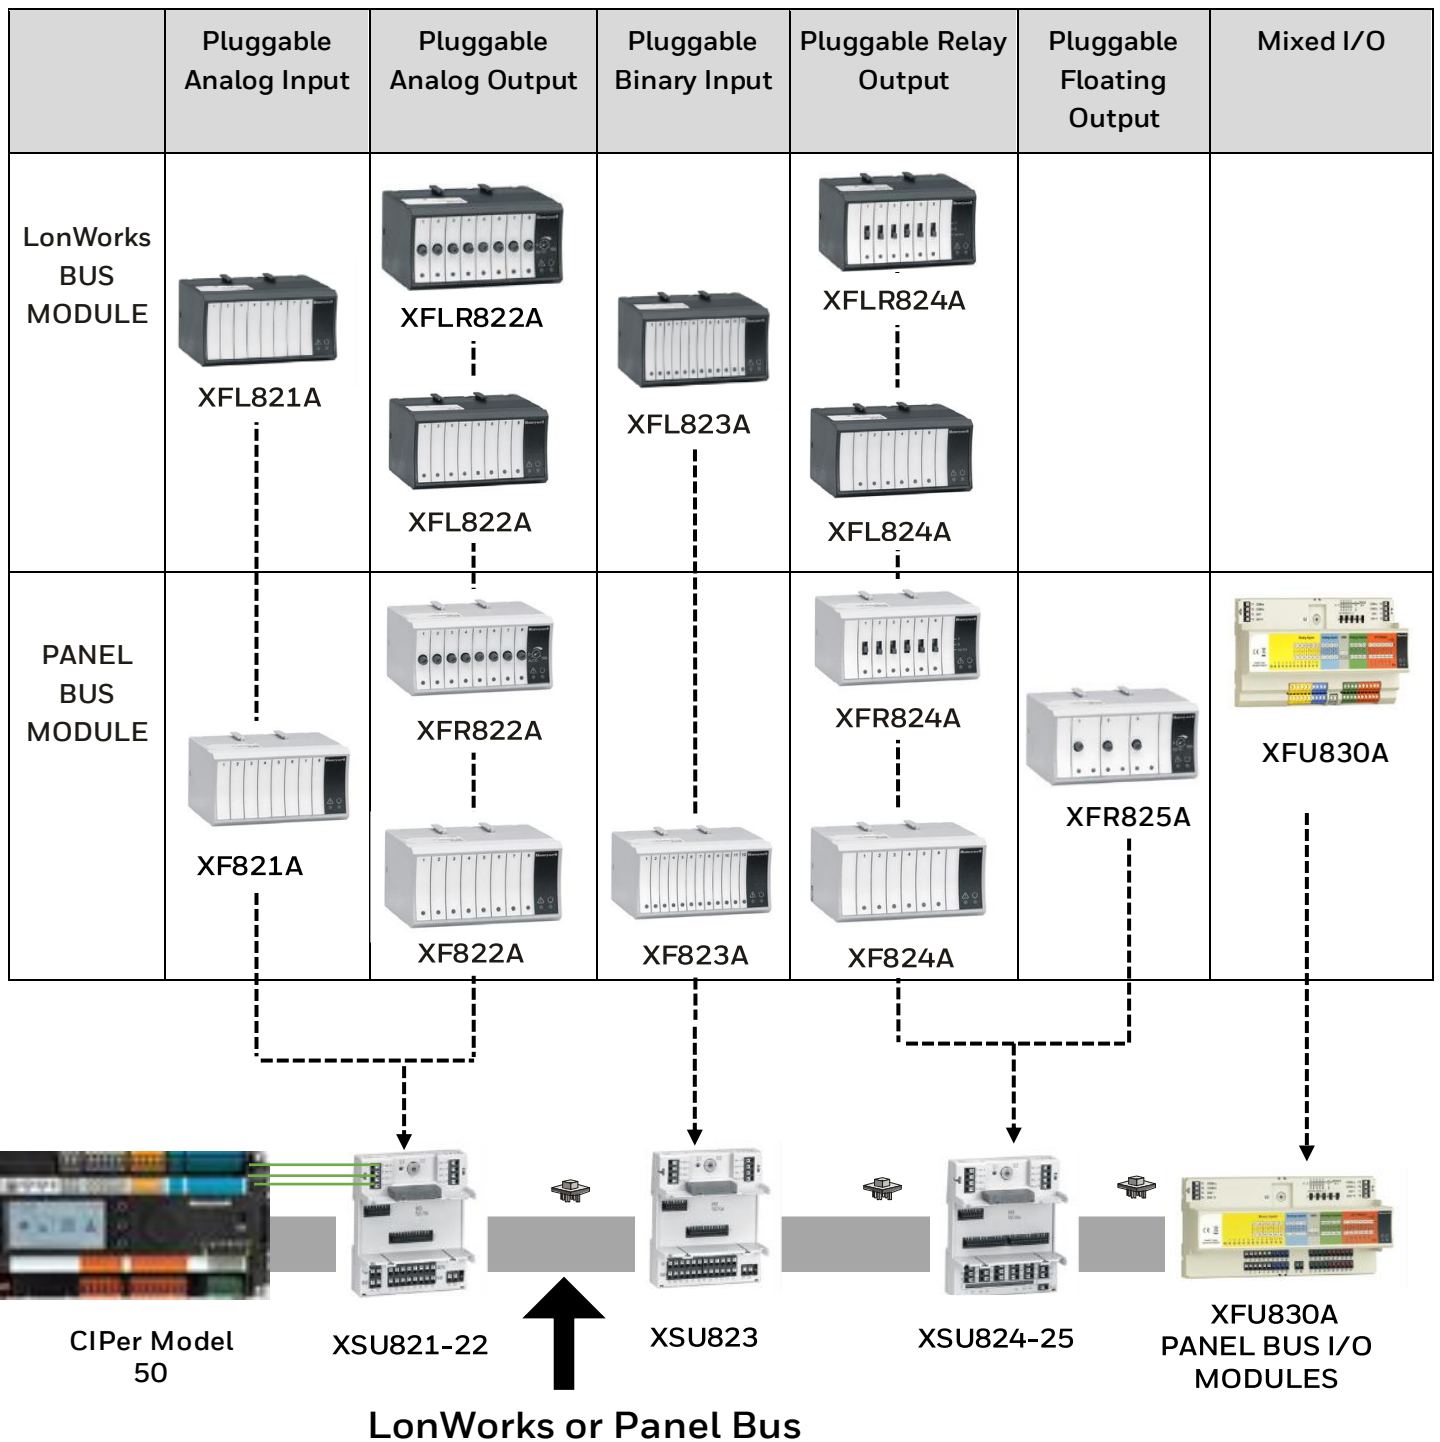 Pluggable
Analog Input
Pluggable
Analog Output
Pluggable
Binary Input
Pluggable Relay
Output
Pluggable
Floating
Output
Mixed I/O
LonWorks
BUS
MODULE
XFL821A
XFLR822A
XFL822A
XFL823A
XFLR824A
XFL824A
PANEL
BUS
MODULE
XF821A
XFR822A
XF822A
XF823A
XFR824A
XF824A
XFR825A
XFU830A
CIPer Model
50
XSU821-22
XSU823
XSU824-25
XFU830A
PANEL BUS I/O
MODULES
LonWorks or Panel Bus